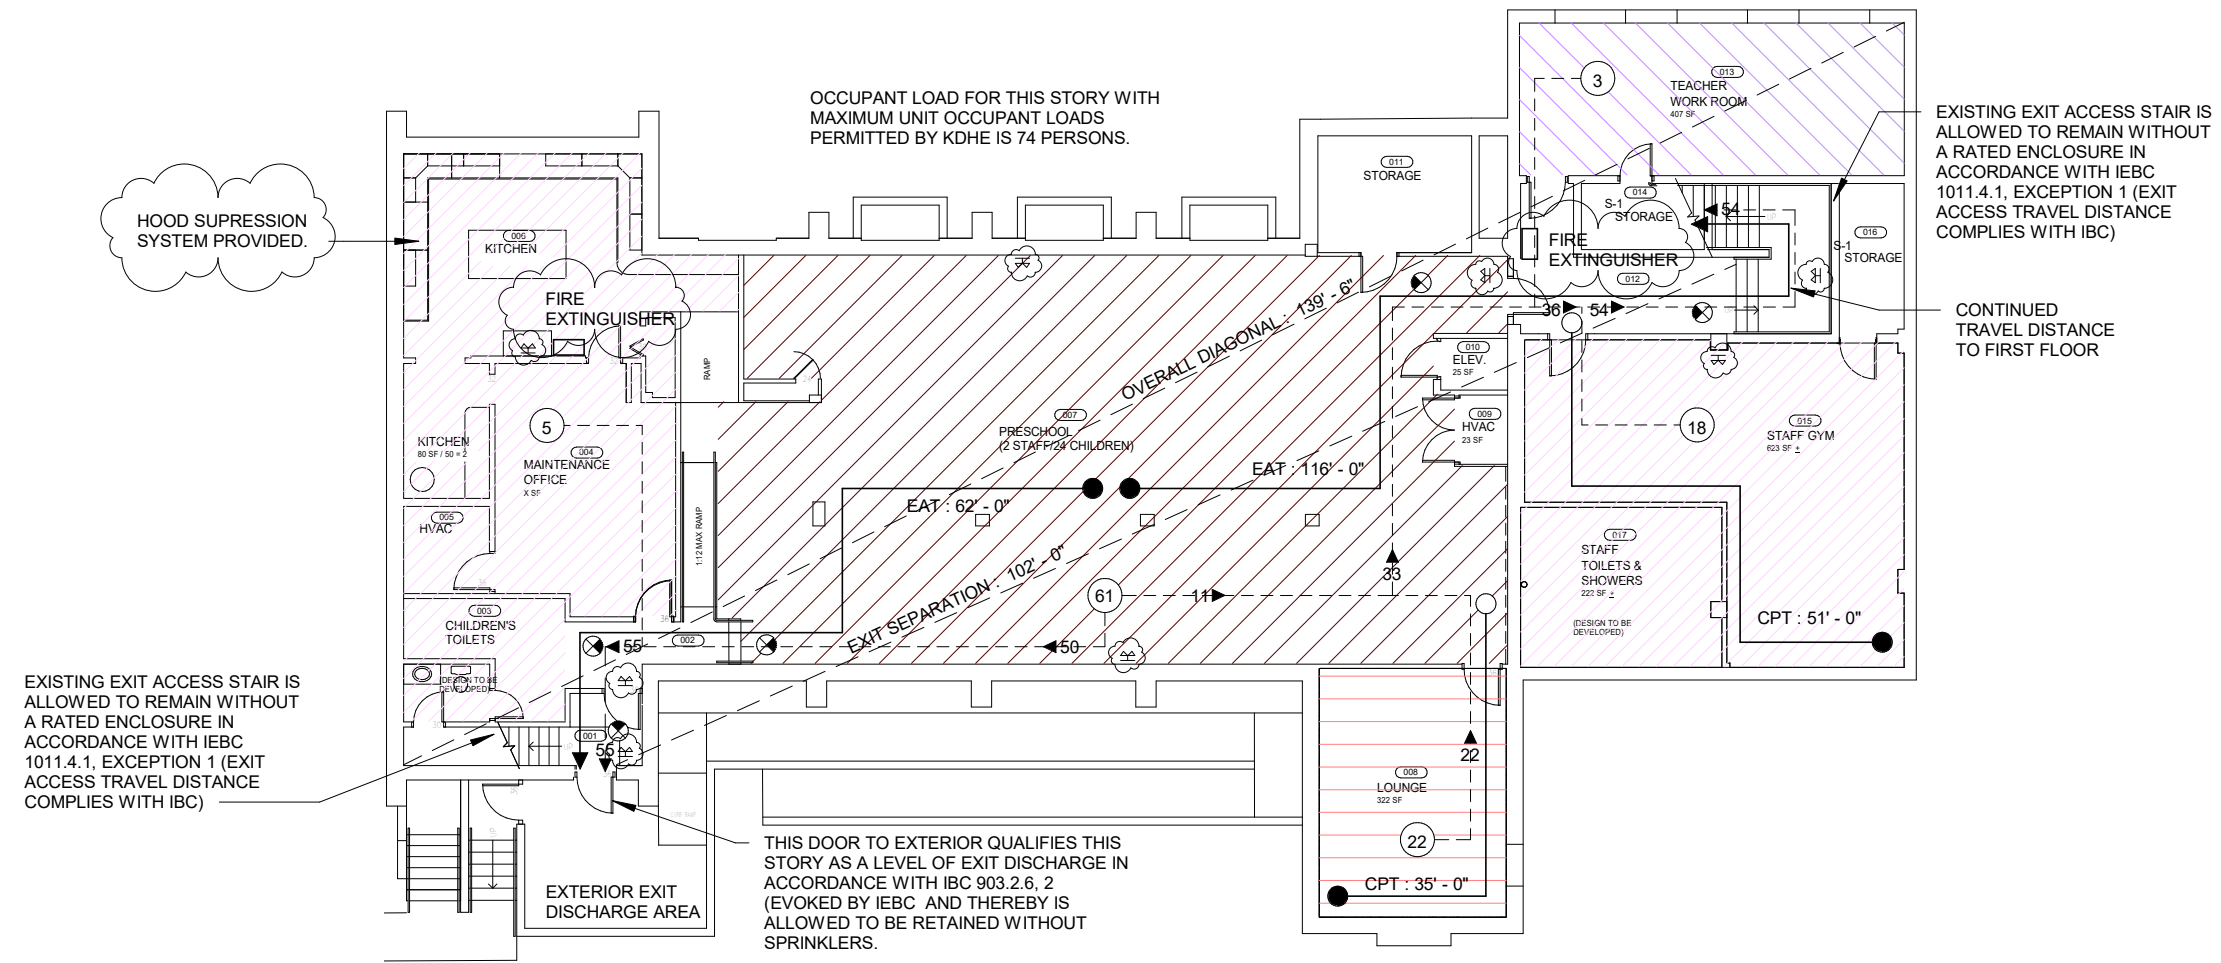 OCCUPANT LOAD FOR THIS STORY WITH
MAXIMUM UNIT OCCUPANT LOADS
PERMITTED BY KDHE IS 74 PERSONS.
3
013
TEACHER
WORK ROOM
407 SF
EXISTING EXIT ACCESS STAIR IS
ALLOWED TO REMAIN WITHOUT
A RATED ENCLOSURE IN
ACCORDANCE WITH IEBC
1011.4.1, EXCEPTION 1 (EXIT
ACCESS TRAVEL DISTANCE
COMPLIES WITH IBC)
011
STORAGE
014
S-1
STORAGE
54
UP
016
S-1
STORAGE
HOOD SUPRESSION
SYSTEM PROVIDED.
006
KITCHEN
FIRE
EXTINGUISHER
FIRE
EXTINGUISHER
012
36
54
UP
CONTINUED
TRAVEL DISTANCE
TO FIRST FLOOR
OVERALL DIAGONAL : 139' - 6"
RAMP
010
ELEV.
25 SF
009
HVAC
23 SF
007
PRESCHOOL
(2 STAFF/24 CHILDREN)
18
015
STAFF GYM
623 SF ±
5
KITCHEN
80 SF / 50 = 2
004
MAINTENANCE
OFFICE
X SF
EAT : 116' - 0"
EAT : 62' - 0"
005
HVAC
1:12 MAX RAMP
EXIT SEPARATION : 102' - 0"
017
STAFF
TOILETS &
SHOWERS
222 SF ±
(DESIGN TO BE
DEVELOPED)
33
61
11
003
CHILDREN'S
TOILETS
36
002
55
50
CPT : 51' - 0"
(DESIGN TO BE
DEVELOPED)
EXISTING EXIT ACCESS STAIR IS
ALLOWED TO REMAIN WITHOUT
A RATED ENCLOSURE IN
ACCORDANCE WITH IEBC
1011.4.1, EXCEPTION 1 (EXIT
ACCESS TRAVEL DISTANCE
COMPLIES WITH IBC)
001
UP
55
22
008
LOUNGE
322 SF
22
CPT : 35' - 0"
UP
THIS DOOR TO EXTERIOR QUALIFIES THIS
STORY AS A LEVEL OF EXIT DISCHARGE IN
ACCORDANCE WITH IBC 903.2.6, 2
(EVOKED BY IEBC AND THEREBY IS
ALLOWED TO BE RETAINED WITHOUT
SPRINKLERS.
EXTERIOR EXIT
DISCHARGE AREA